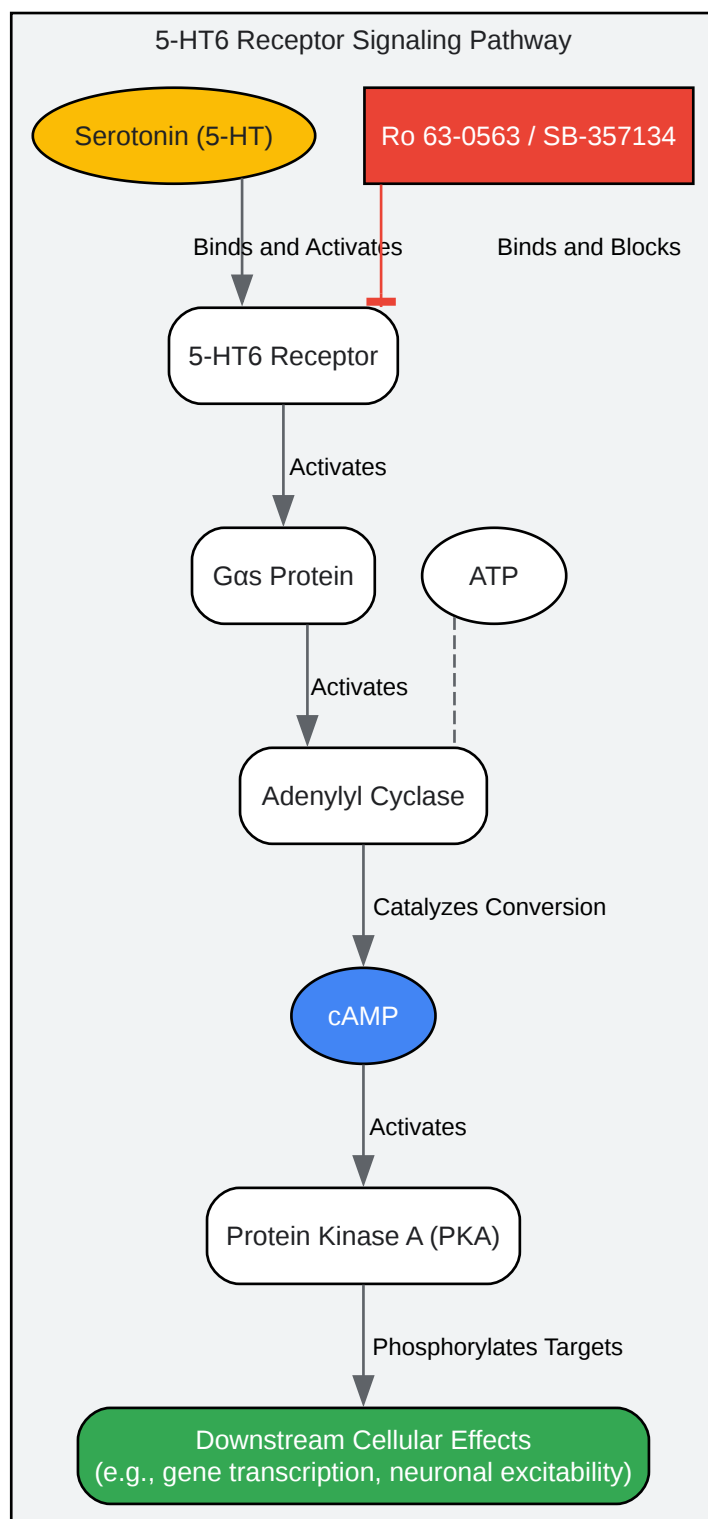 5-HT6 Receptor Signaling Pathway
Serotonin (5-HT)
Ro 63-0563 / SB-357134
Binds and Activates
Binds and Blocks
5-HT6 Receptor
Activates
Gαs Protein
ATP
Activates
Adenylyl Cyclase
Catalyzes Conversion
cAMP
Activates
Protein Kinase A (PKA)
Phosphorylates Targets
Downstream Cellular Effects
(e.g., gene transcription, neuronal excitability)